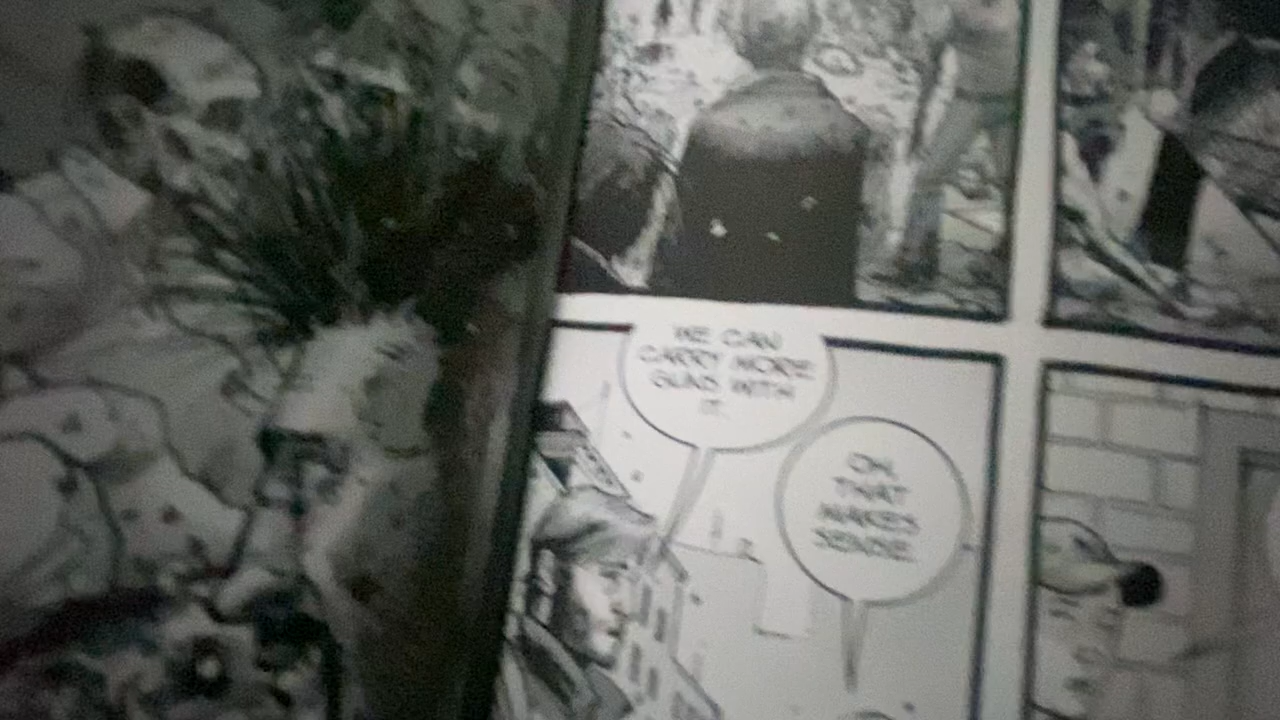 WE CAN
CARRY MORE
GUNS WITH
IT.
OH,
THAT
MAKES
SENSE.